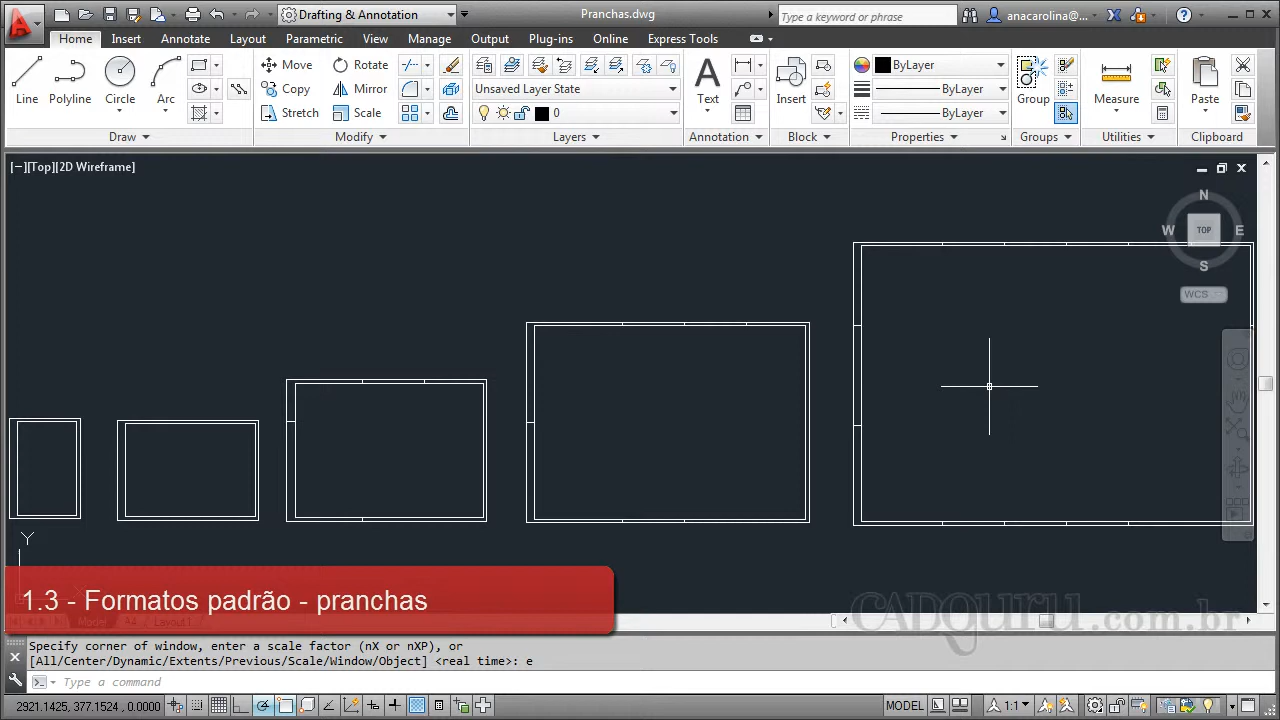 Drafting & Annotation
Pranchas.dwg
Type a keyword or phrase
anacarolina@...
Home Insert Annotate Layout Parametric View Manage Output Plug-ins Online Express Tools
Line Polyline Circle Arc
Move Rotate
Copy Mirror
Stretch Scale
Unsaved Layer State
0
Text
Insert
ByLayer
ByLayer
ByLayer
Group
Measure
Paste
Draw Modify Layers Annotation Block Properties Groups Utilities Clipboard
[−][Top][2D Wireframe]
N
W TOP E
S
WCS
Y
1.3 - Formatos padrão - pranchas
Model A4 Layout1
CADguru.com.br
Specify corner of window, enter a scale factor (nX or nXP), or
[All/Center/Dynamic/Extents/Previous/Scale/Window/Object] <real time>: e
Type a command
2921.1425, 377.1524, 0.0000
MODEL
1:1